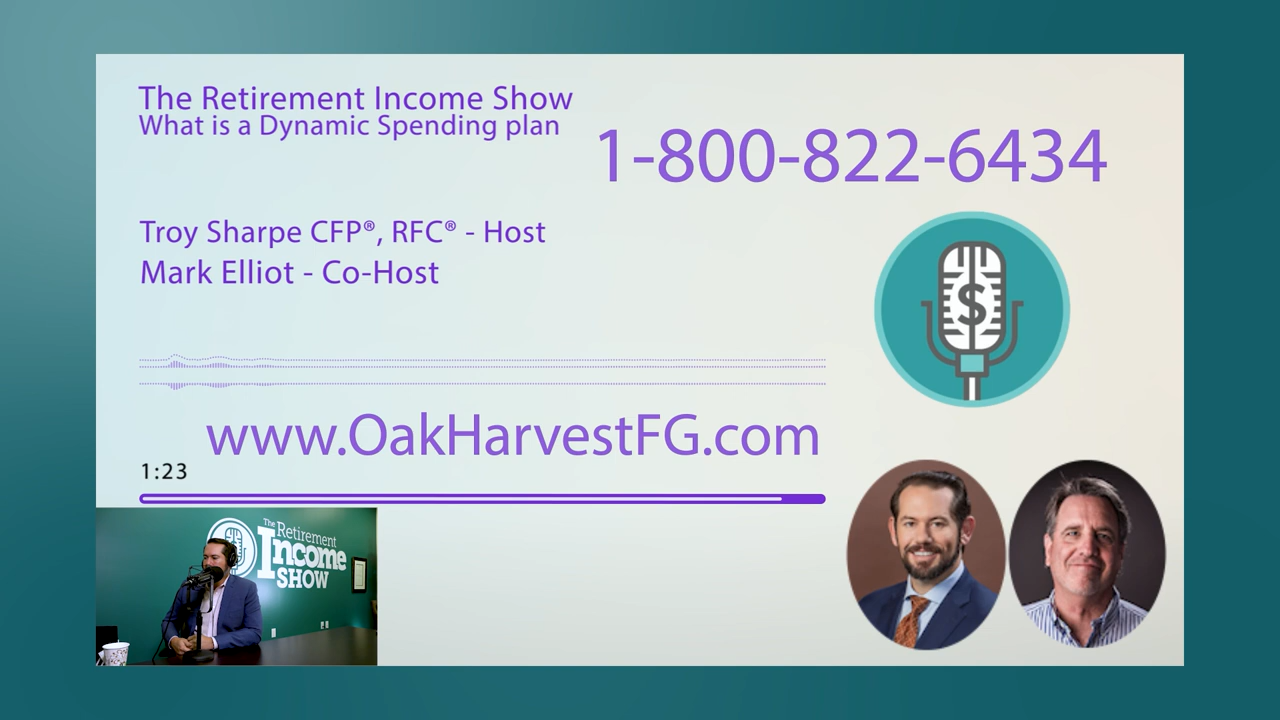 The Retirement Income Show
What is a Dynamic Spending plan
1-800-822-6434
Troy Sharpe CFP®, RFC® - Host
Mark Elliot - Co-Host
$
www.OakHarvestFG.com
1:23
The Retirement
Income
SHOW